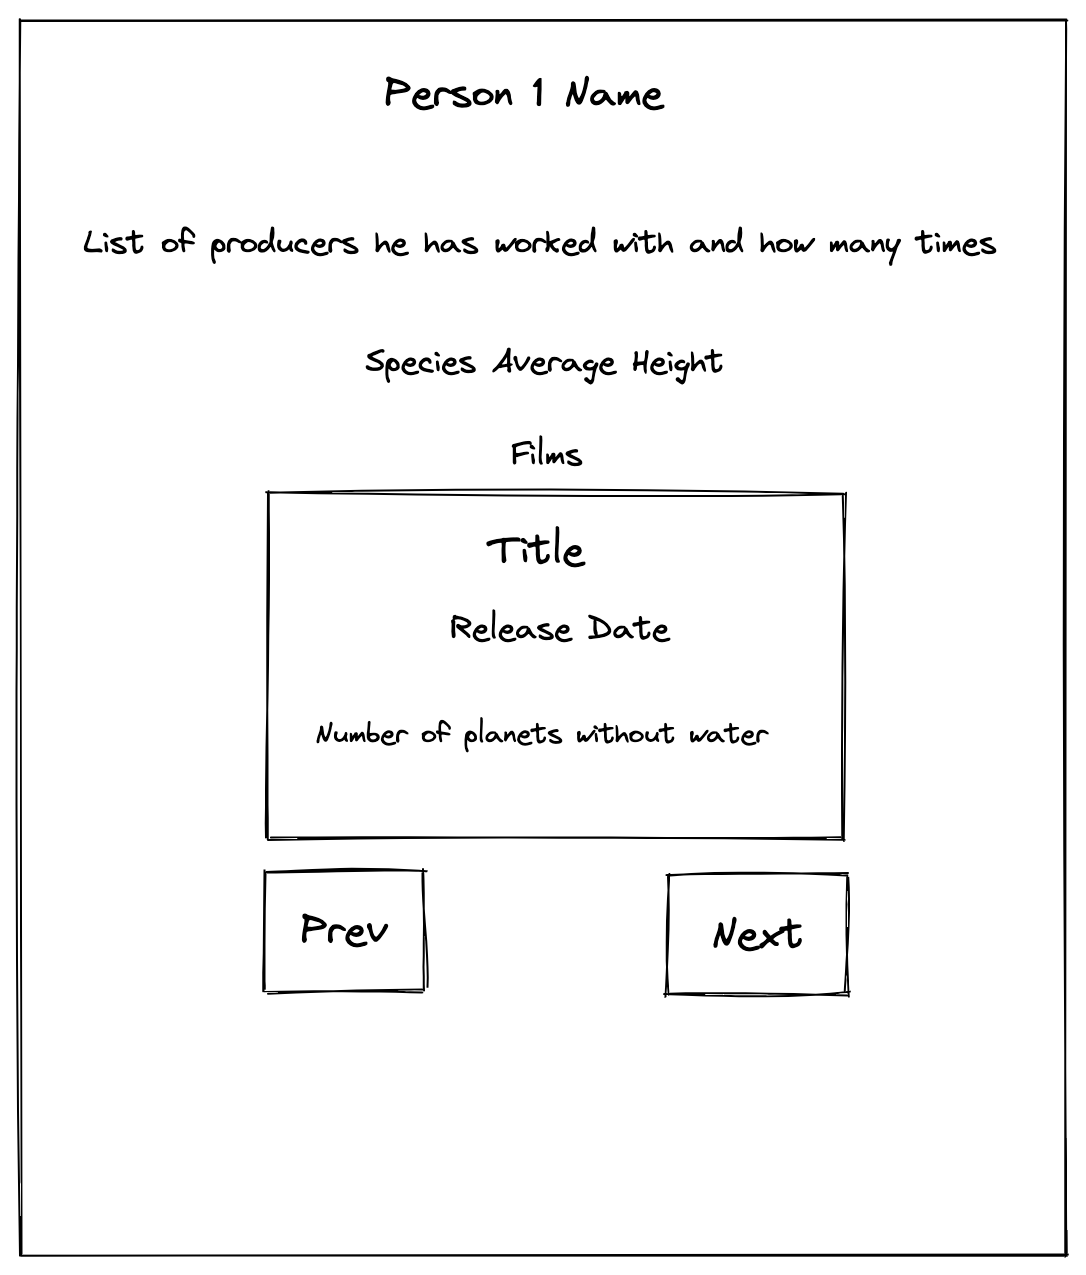 Person 1 Name
List of producers he has worked with and how many times
Species Average Height
Films
Title
Release Date
Number of planets without water
Prev
Next